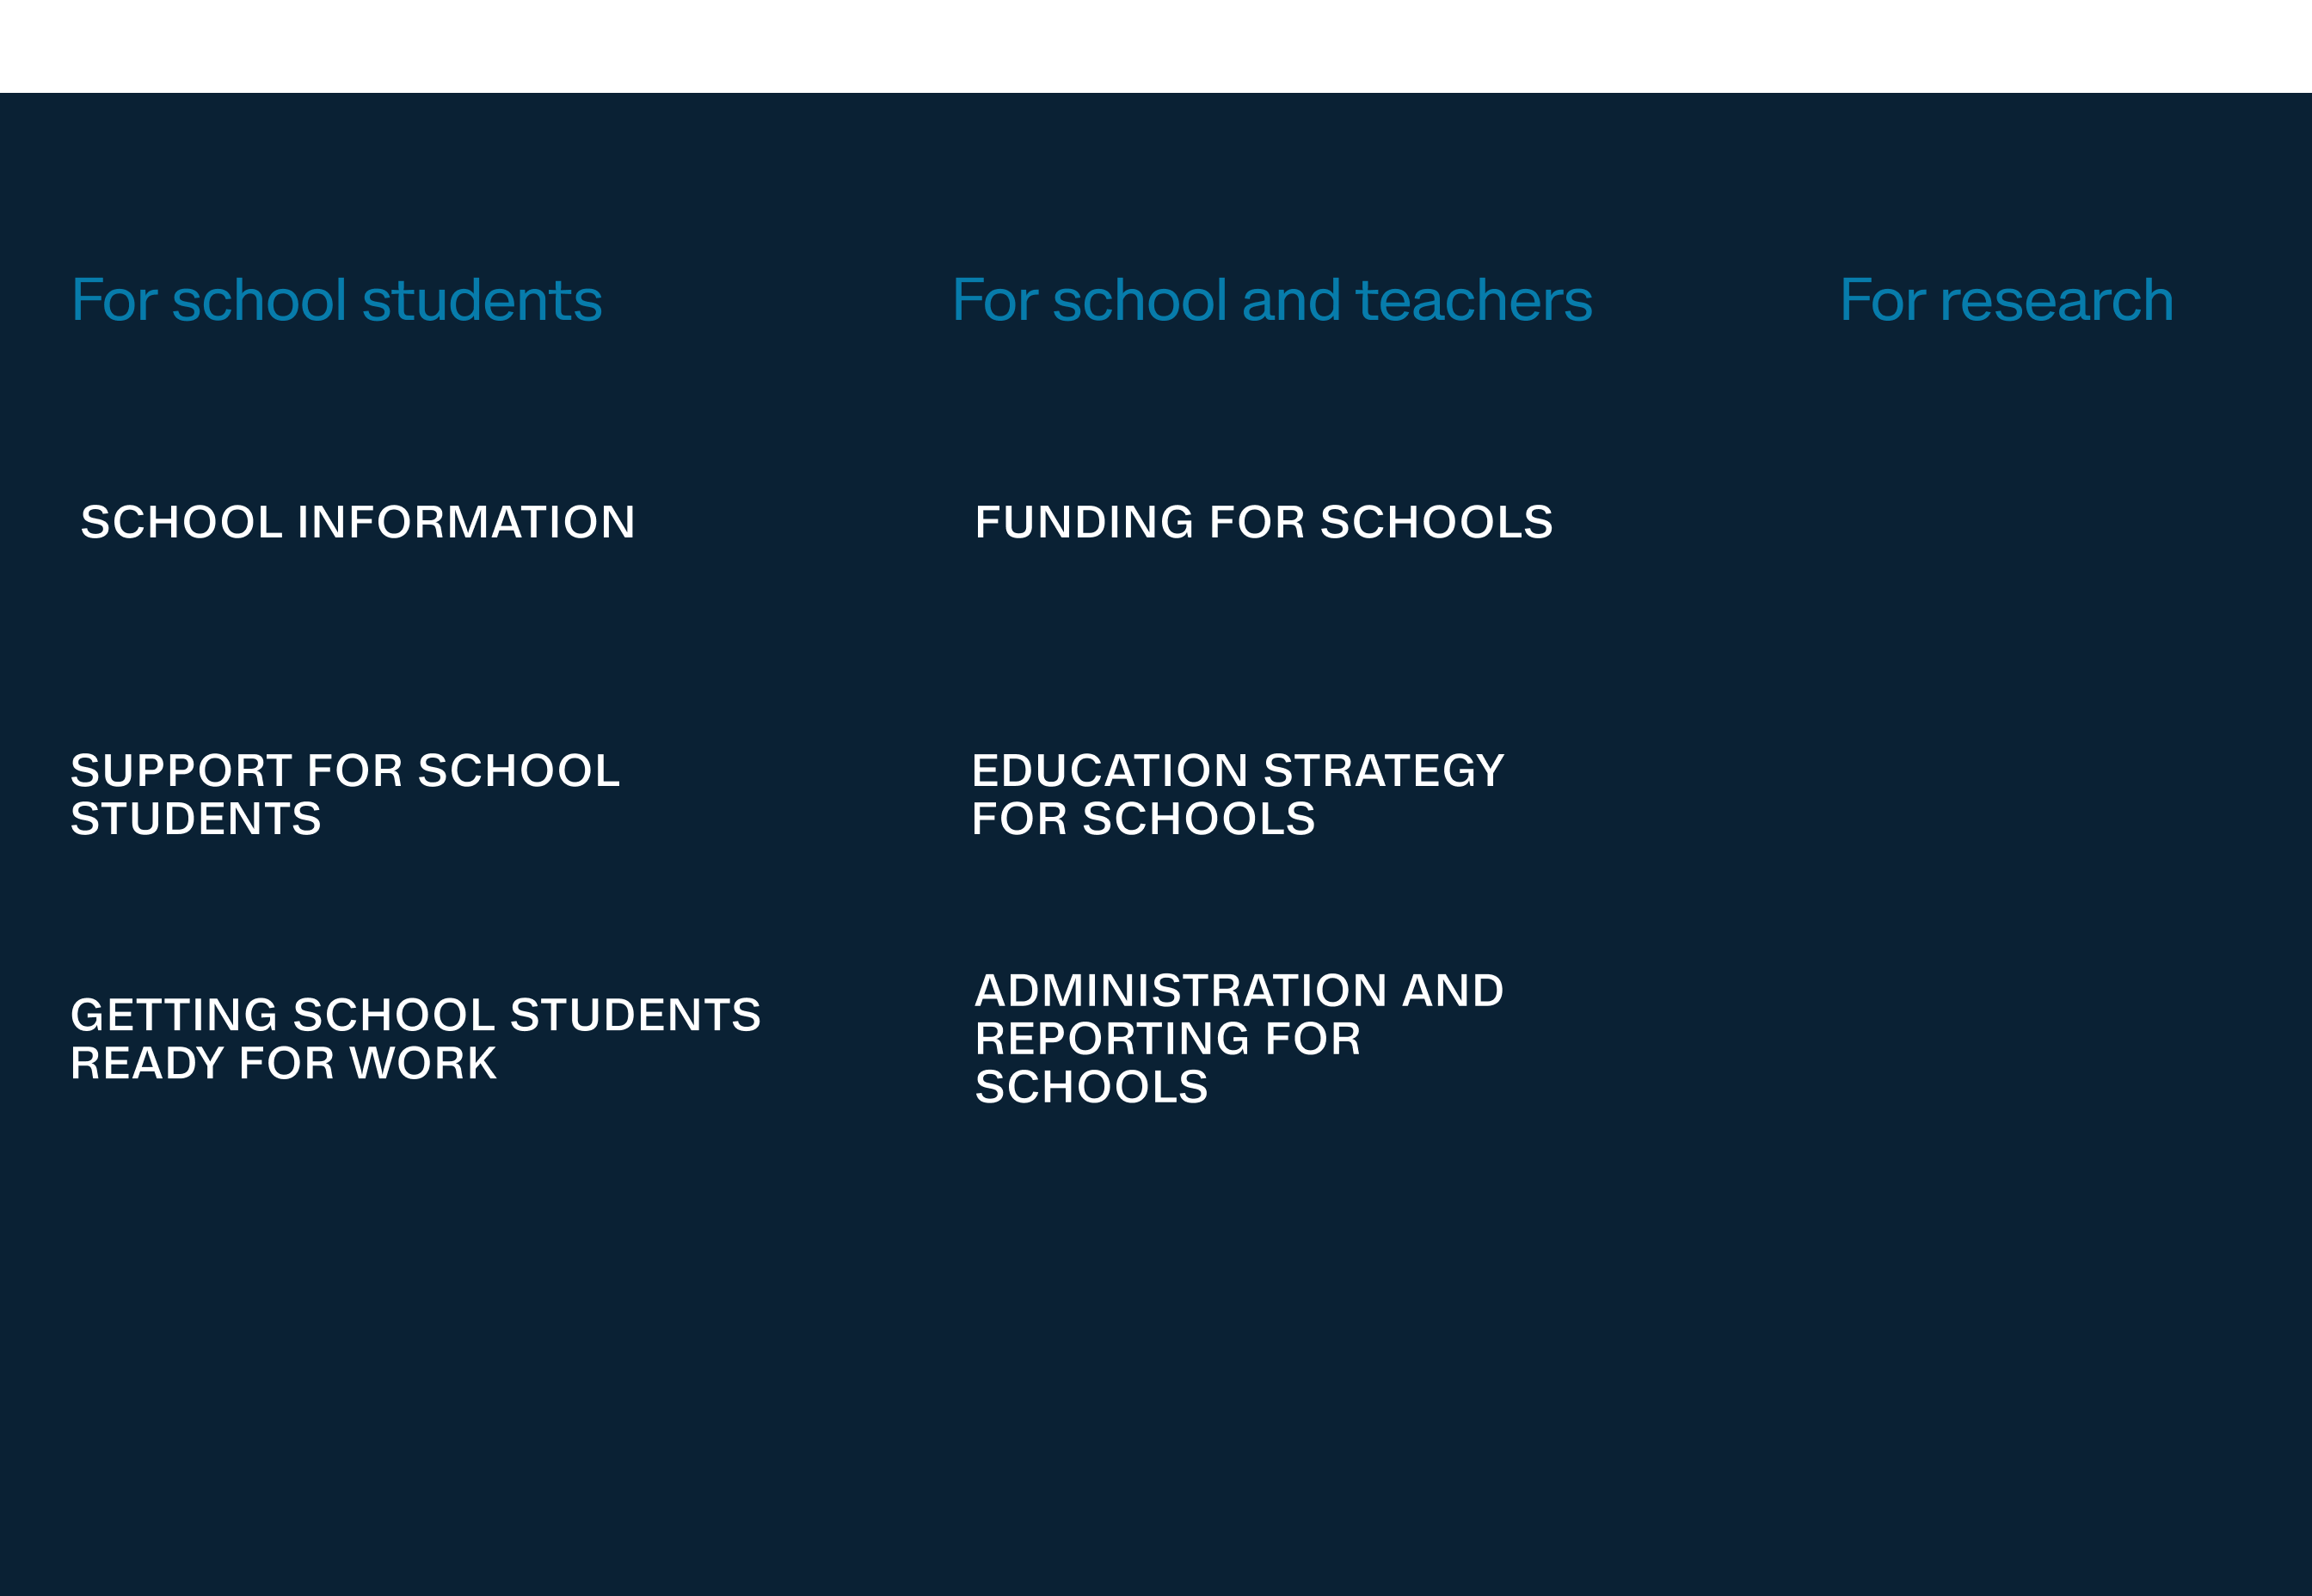 For school students
For school and teachers
For research
SCHOOL INFORMATION
FUNDING FOR SCHOOLS
SUPPORT FOR SCHOOL
STUDENTS
EDUCATION STRATEGY
FOR SCHOOLS
GETTING SCHOOL STUDENTS
READY FOR WORK
ADMINISTRATION AND
REPORTING FOR
SCHOOLS